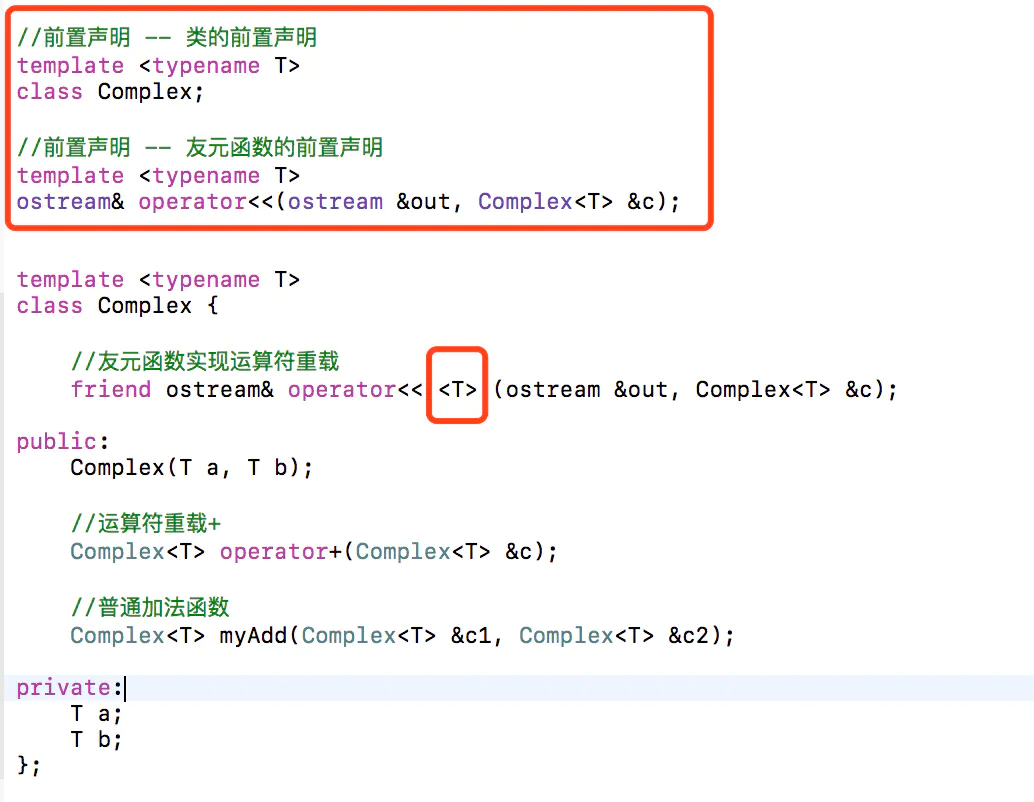 //前置声明 -- 类的前置声明
template <typename T>
class Complex;
//前置声明 -- 友元函数的前置声明
template <typename T>
ostream& operator<<(ostream &out, Complex<T> &c);
template <typename T>
class Complex {
//友元函数实现运算符重载
friend ostream& operator<< <T> (ostream &out, Complex<T> &c);
public:
Complex(T a, T b);
//运算符重载+
Complex<T> operator+(Complex<T> &c);
//普通加法函数
Complex<T> myAdd(Complex<T> &c1, Complex<T> &c2);
private:
T a;
T b;
};